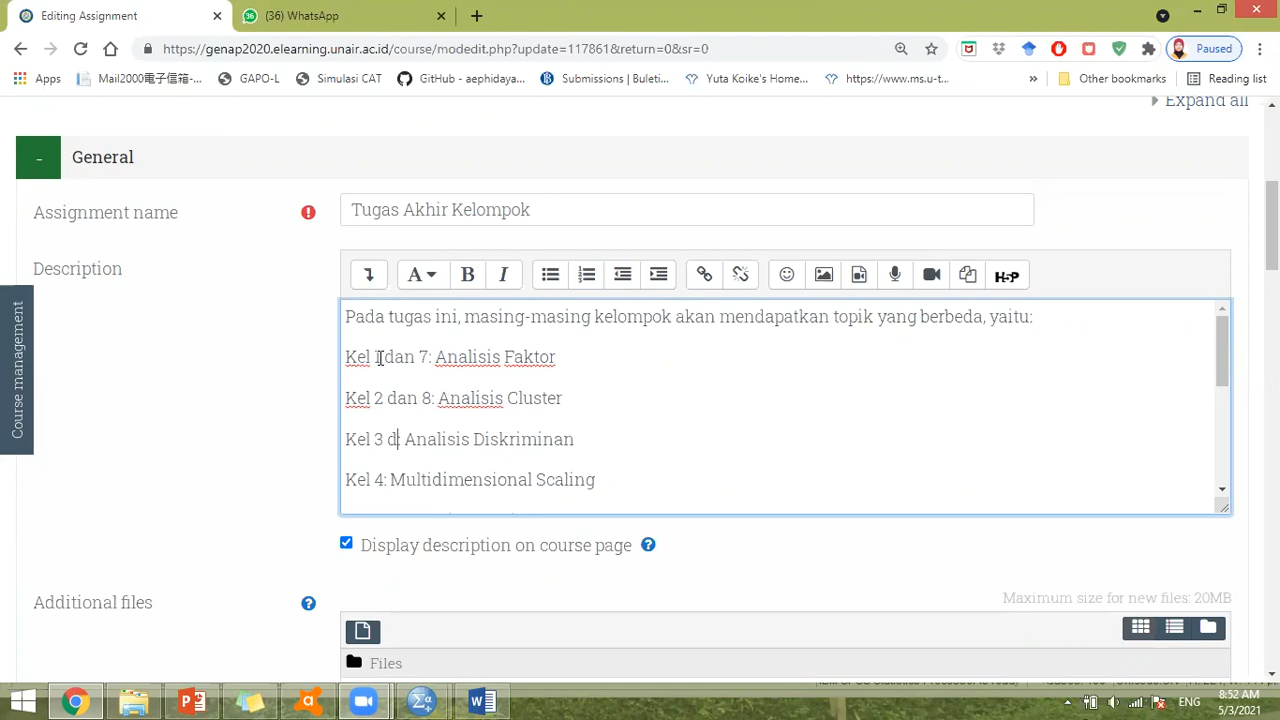 Editing Assignment
(36) WhatsApp
https://genap2020.elearning.unair.ac.id/course/modedit.php?update=117861&return=0&sr=0
Paused
Apps
Mail2000電子信箱-...
GAPO-L
Simulasi CAT
GitHub - aephidaya...
Submissions | Buleti...
Yuta Koike's Home...
https://www.ms.u-t...
»
Other bookmarks
Reading list
Expand all
- General
Assignment name
Tugas Akhir Kelompok
Description
Pada tugas ini, masing-masing kelompok akan mendapatkan topik yang berbeda, yaitu:
Kel 1 dan 7: Analisis Faktor
Kel 2 dan 8: Analisis Cluster
Kel 3 d: Analisis Diskriminan
Kel 4: Multidimensional Scaling
Course management
Display description on course page
Additional files
Maximum size for new files: 20MB
Files
ENG
8:52 AM
5/3/2021